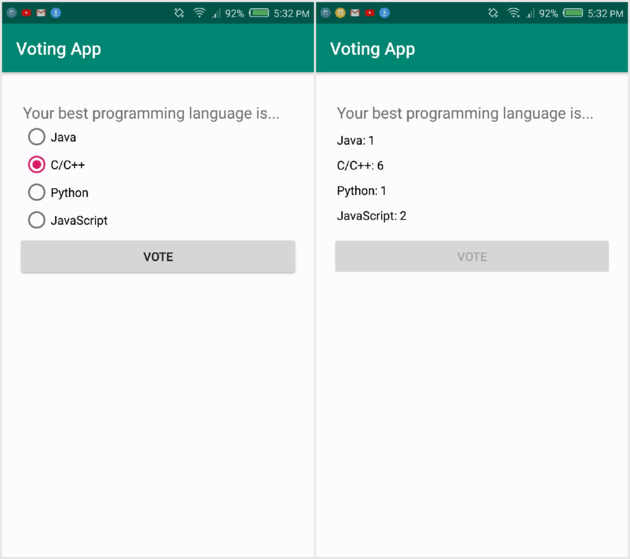 92% 5:32 PM
Voting App
Your best programming language is...
Java
C/C++
Python
JavaScript
VOTE
92% 5:32 PM
Voting App
Your best programming language is...
Java: 1
C/C++: 6
Python: 1
JavaScript: 2
VOTE